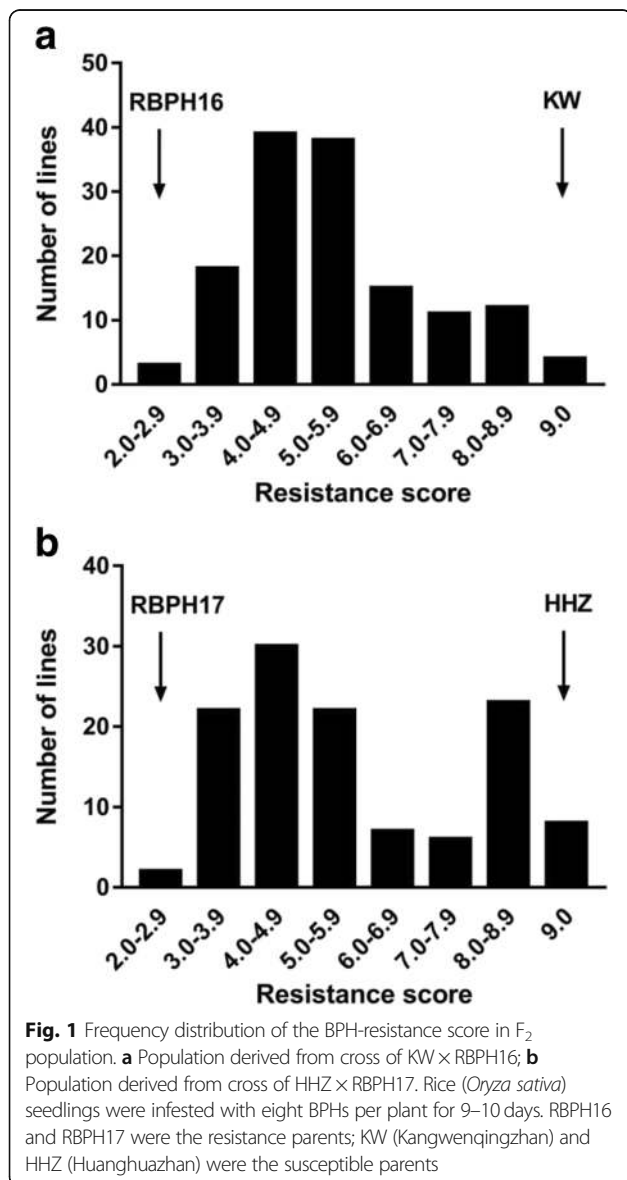 a
50
40
30
20
10
0
Number of lines
RBPH16
KW
2.0-2.9
3.0-3.9
4.0-4.9
5.0-5.9
6.0-6.9
7.0-7.9
8.0-8.9
9.0
Resistance score
b
40
30
20
10
0
Number of lines
RBPH17
HHZ
2.0-2.9
3.0-3.9
4.0-4.9
5.0-5.9
6.0-6.9
7.0-7.9
8.0-8.9
9.0
Resistance score
Fig. 1 Frequency distribution of the BPH-resistance score in F₂
population. a Population derived from cross of KW × RBPH16; b
Population derived from cross of HHZ × RBPH17. Rice (Oryza sativa)
seedlings were infested with eight BPHs per plant for 9–10 days. RBPH16
and RBPH17 were the resistance parents; KW (Kangwenqingzhan) and
HHZ (Huanghuazhan) were the susceptible parents